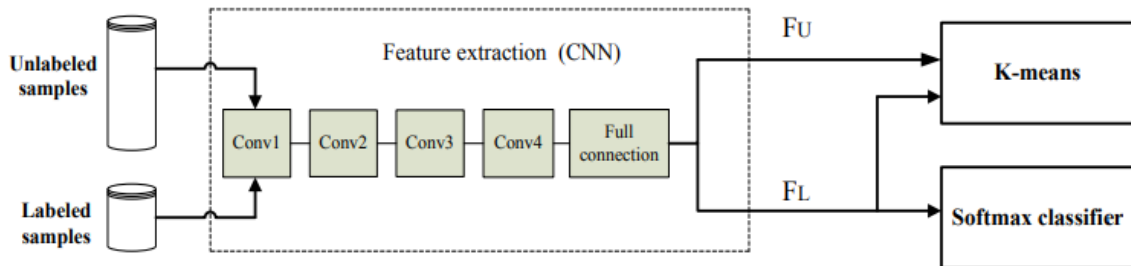 Unlabeled
samples
Labeled
samples
Feature extraction (CNN)
Conv1
Conv2
Conv3
Conv4
Full
connection
FU
FL
K-means
Softmax classifier